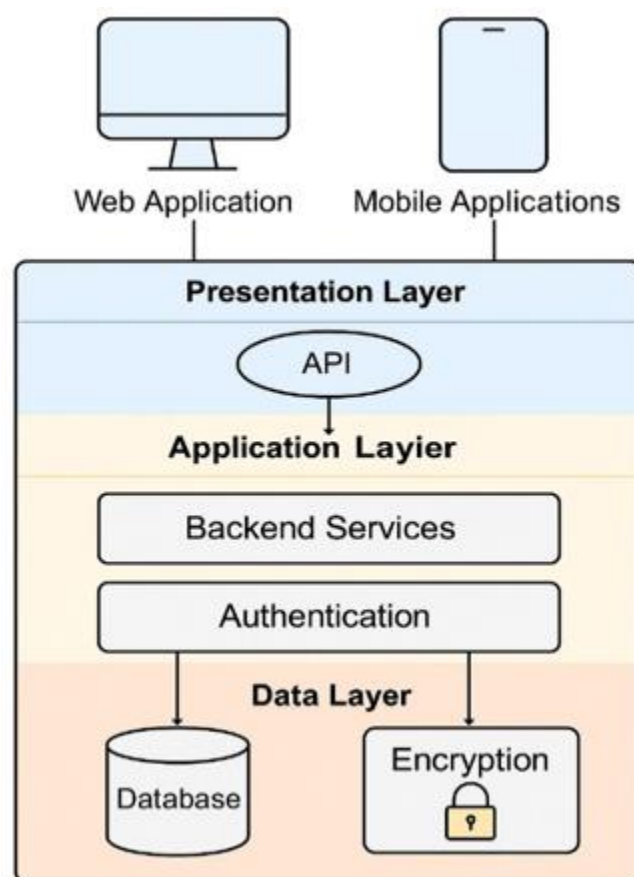 Web Application
Mobile Applications
Presentation Layer
API
Application Layier
Backend Services
Authentication
Data Layer
Database
Encryption